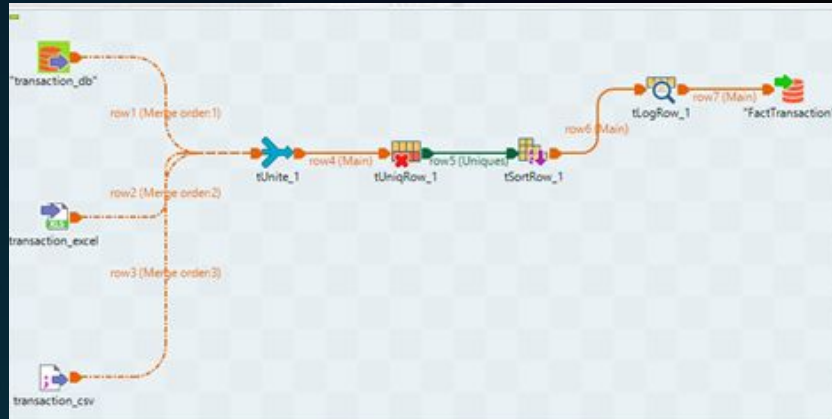 "transaction_db"
row1 (Merge order:1)
row2 (Merge order:2)
transaction_excel
XLS
row3 (Merge order:3)
transaction_csv
tUnite_1
row4 (Main)
tUniqRow_1
row5 (Uniques)
tSortRow_1
row6 (Main)
tLogRow_1
row7 (Main)
"FactTransaction